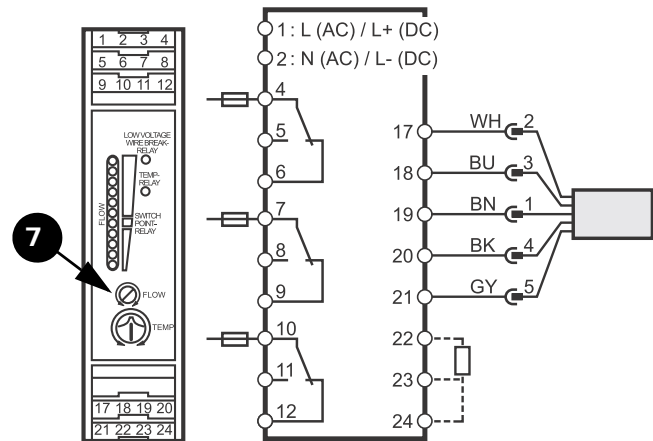 1 2 3 4
5 6 7 8
9 10 11 12
LOW VOLTAGE
WIRE BREAK-
RELAY
TEMP-
RELAY
FLOW
SWITCH
POINT-
RELAY
7
FLOW
TEMP
17 18 19 20
21 22 23 24
1: L (AC) / L+ (DC)
2: N (AC) / L- (DC)
4
5
6
7
8
9
10
11
12
17 WH 2
18 BU 3
19 BN 1
20 BK 4
21 GY 5
22
23
24